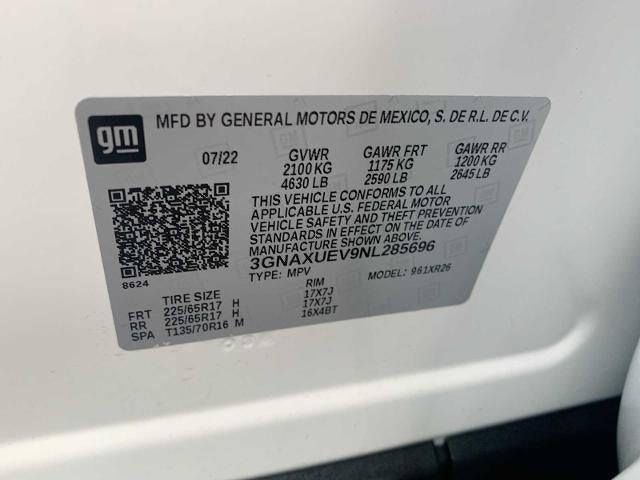 gm
MFD BY GENERAL MOTORS DE MEXICO, S. DE R.L. DE C.V.
07/22 GVWR GAWR FRT GAWR RR
2100 KG 1175 KG 1200 KG
4630 LB 2590 LB 2645 LB
THIS VEHICLE CONFORMS TO ALL
APPLICABLE U.S. FEDERAL MOTOR
VEHICLE SAFETY AND THEFT PREVENTION
STANDARDS IN EFFECT ON THE DATE OF
MANUFACTURE SHOWN ABOVE.
3GNAXUEV9NL285696
TYPE: MPV MODEL: 961XR26
8624
TIRE SIZE RIM
FRT 225/65R17 H 17X7J
RR 225/65R17 H 17X7J
SPA T135/70R16 M 16X4BT